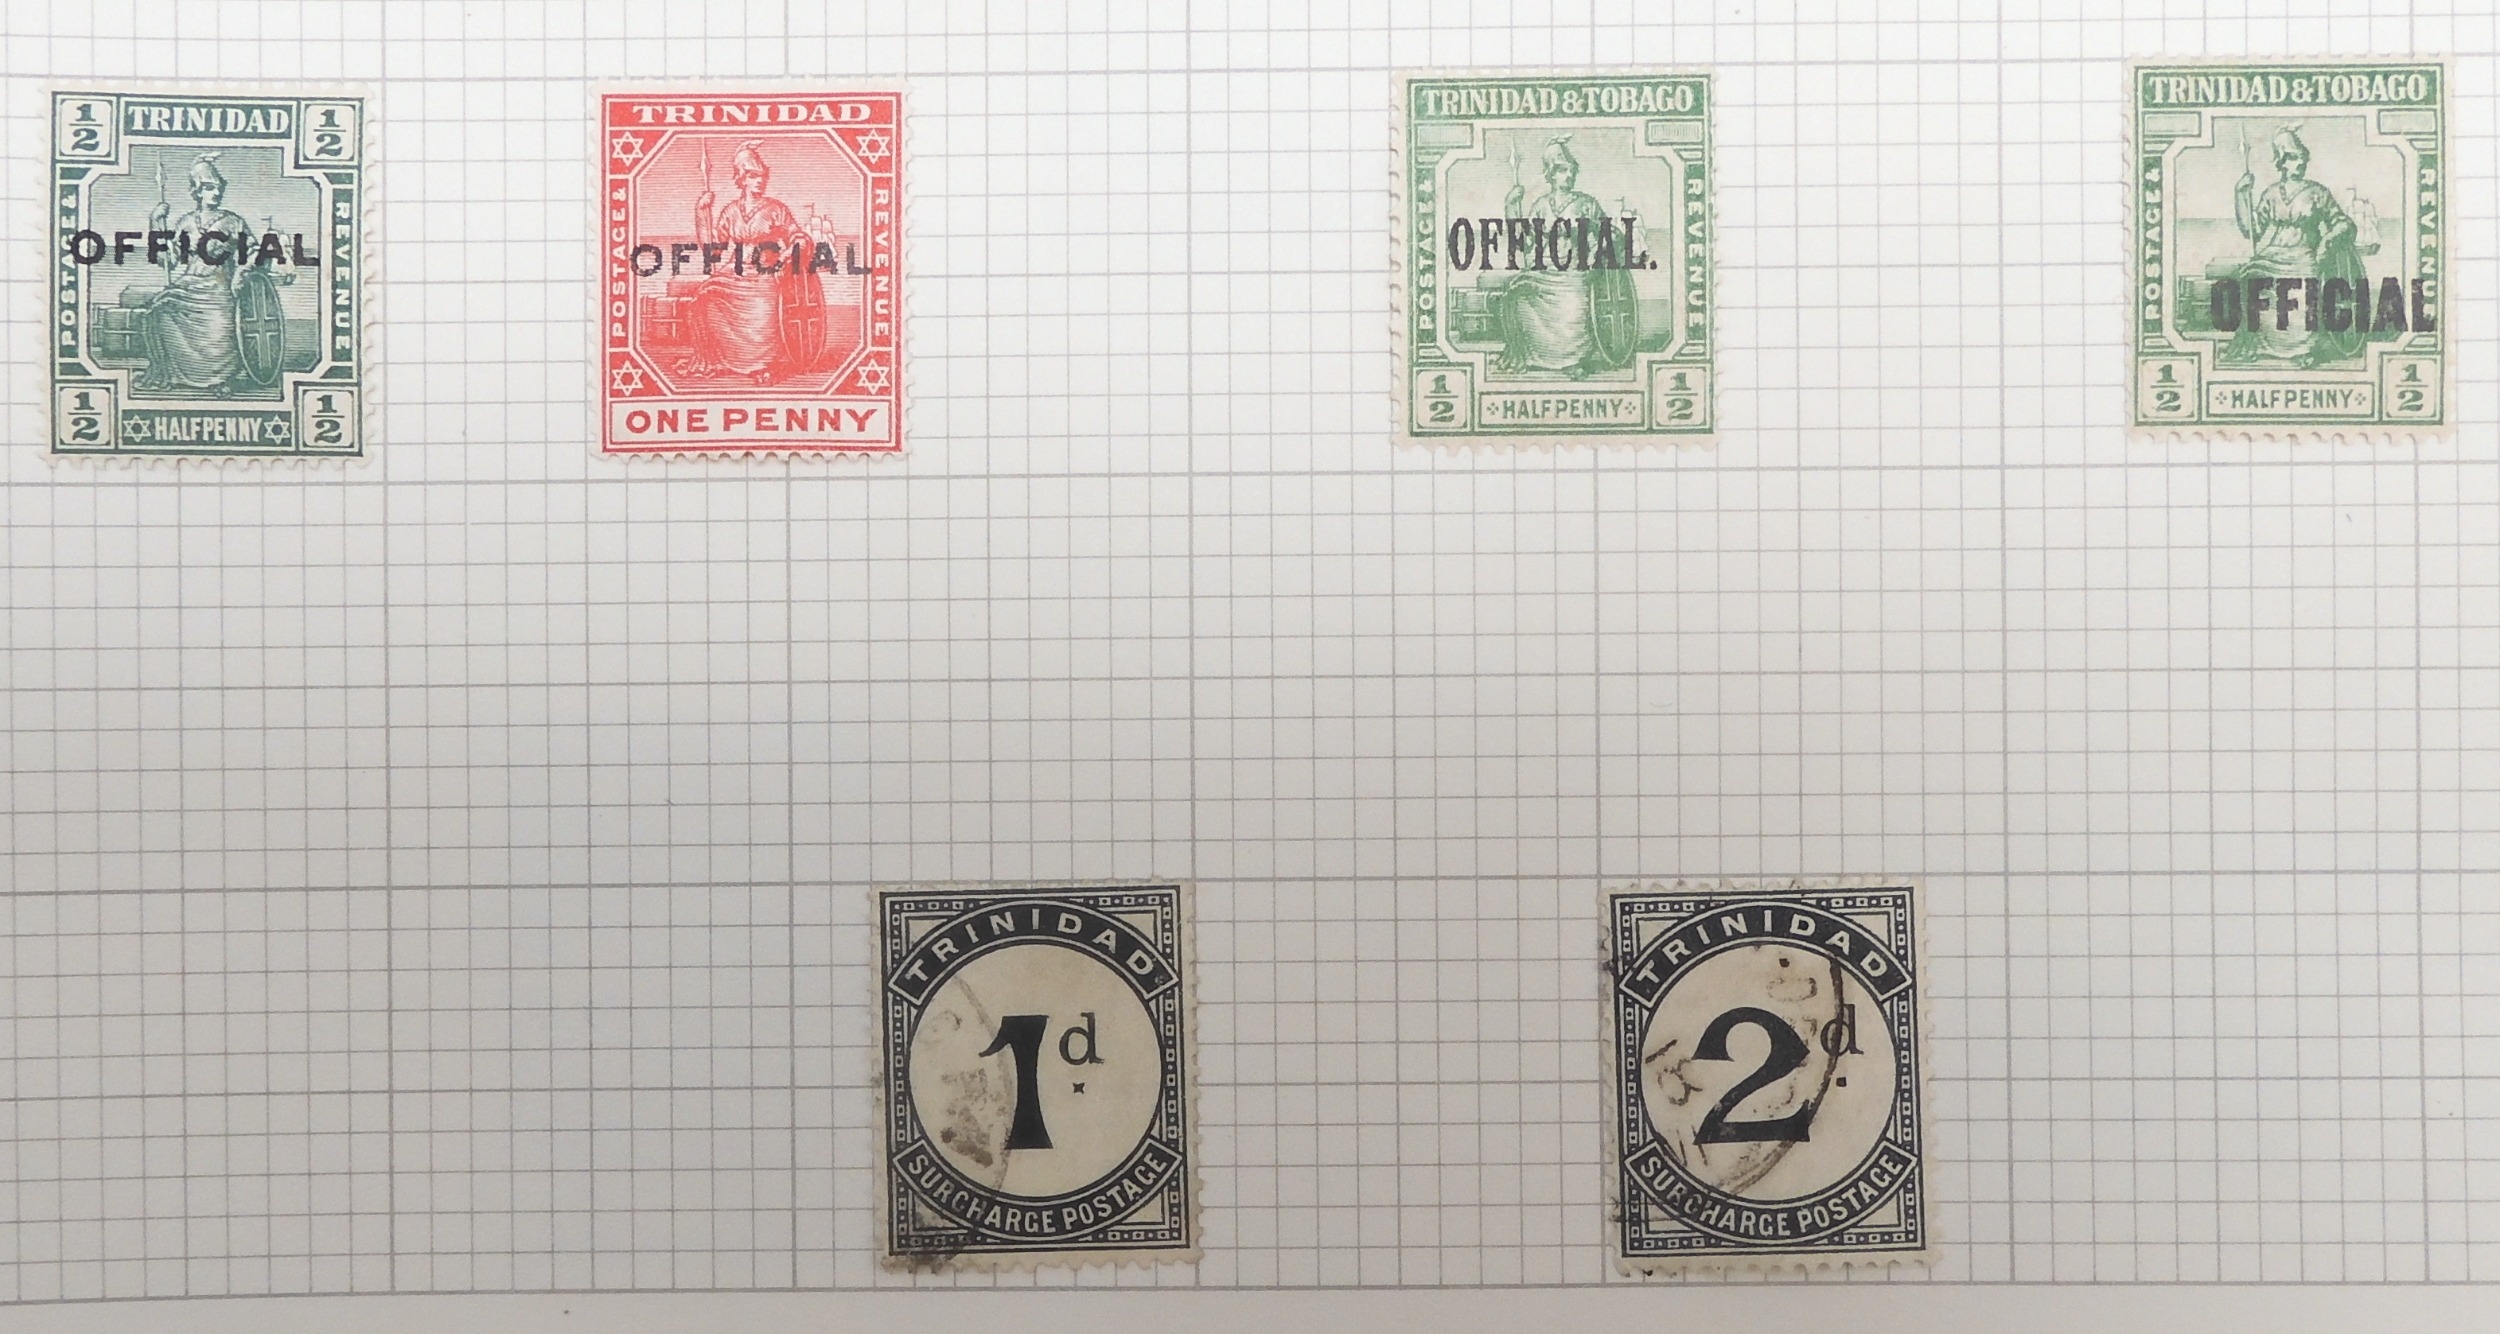 1/2 TRINIDAD 1/2
POSTAGE & REVENUE
OFFICIAL
1/2 HALFPENNY 1/2
TRINIDAD
POSTAGE & REVENUE
OFFICIAL
ONE PENNY
TRINIDAD & TOBAGO
POSTAGE & REVENUE
OFFICIAL.
1/2 HALFPENNY 1/2
TRINIDAD & TOBAGO
POSTAGE & REVENUE
OFFICIAL
1/2 HALFPENNY 1/2
TRINIDAD
1d.
SURCHARGE POSTAGE
TRINIDAD
2d.
SURCHARGE POSTAGE